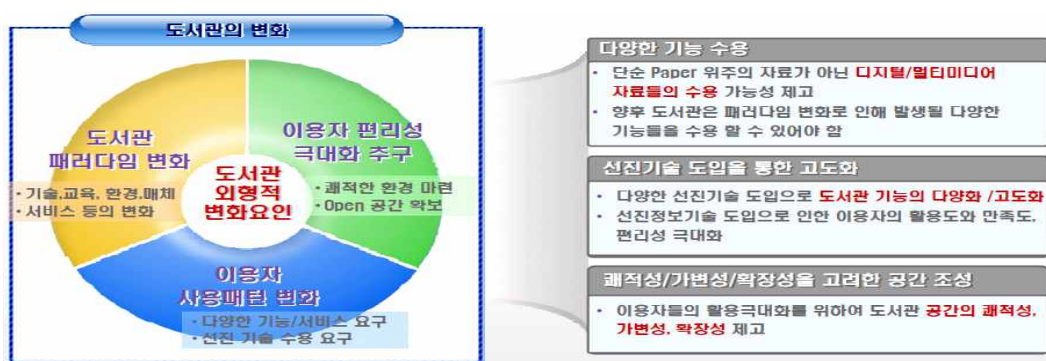 도서관의 변화
도서관
패러다임 변화
· 기술,교육, 환경,매체
· 서비스 등의 변화
이용자 편리성
극대화 추구
· 쾌적한 환경 마련
· Open 공간 확보
도서관
외형적
변화요인
이용자
사용패턴 변화
· 다양한 기능/서비스 요구
· 선진 기술 수용 요구
다양한 기능 수용
• 단순 Paper 위주의 자료가 아닌 디지털/멀티미디어
자료들의 수용 가능성 제고
• 향후 도서관은 패러다임 변화로 인해 발생될 다양한
기능들을 수용 할 수 있어야 함
선진기술 도입을 통한 고도화
• 다양한 선진기술 도입으로 도서관 기능의 다양화 /고도화
• 선진정보기술 도입으로 인한 이용자의 활용도와 만족도,
편리성 극대화
쾌적성/가변성/확장성을 고려한 공간 조성
• 이용자들의 활용극대화를 위하여 도서관 공간의 쾌적성,
가변성, 확장성 제고